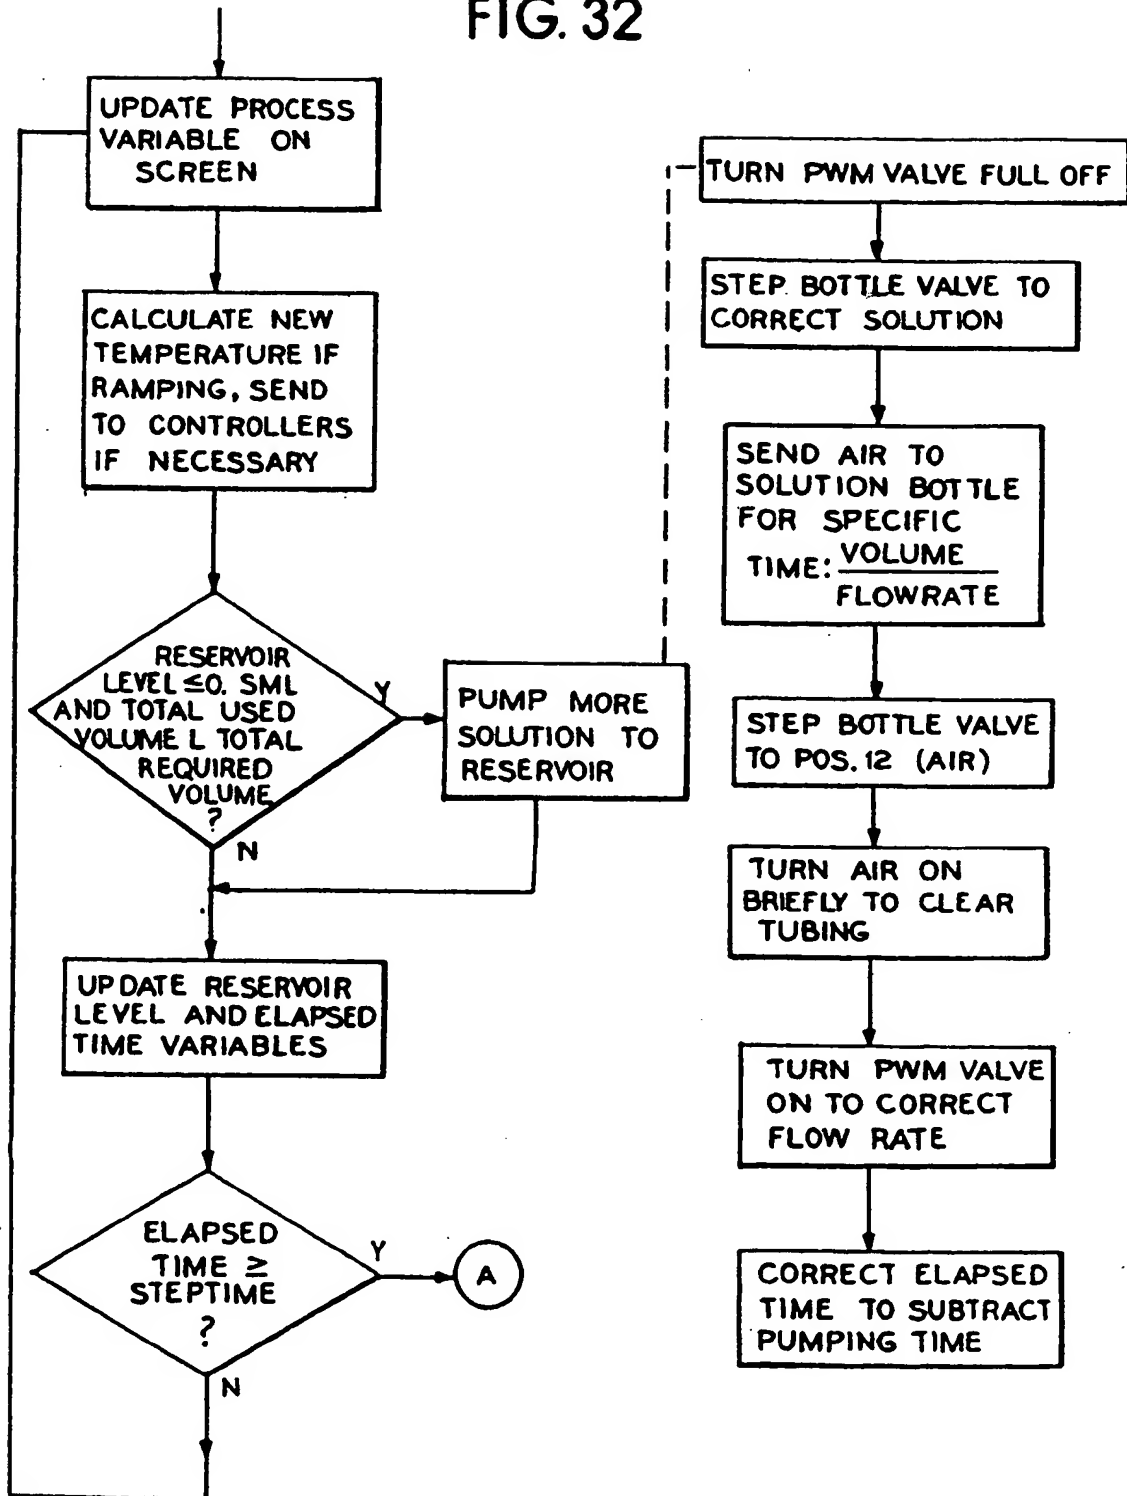 FIG. 32
UPDATE PROCESS
VARIABLE ON
SCREEN
CALCULATE NEW
TEMPERATURE IF
RAMPING, SEND
TO CONTROLLERS
IF NECESSARY
RESERVOIR
LEVEL ≤0. SML
AND TOTAL USED
VOLUME L TOTAL
REQUIRED
VOLUME
?
Y
N
PUMP MORE
SOLUTION TO
RESERVOIR
UPDATE RESERVOIR
LEVEL AND ELAPSED
TIME VARIABLES
ELAPSED
TIME ≥
STEPTIME
?
Y
A
N
TURN PWM VALVE FULL OFF
STEP. BOTTLE VALVE TO
CORRECT SOLUTION
SEND AIR TO
SOLUTION BOTTLE
FOR SPECIFIC
TIME: VOLUME
FLOWRATE
STEP BOTTLE VALVE
TO POS. 12 (AIR)
TURN AIR ON
BRIEFLY TO CLEAR
TUBING
TURN PWM VALVE
ON TO CORRECT
FLOW RATE
CORRECT ELAPSED
TIME TO SUBTRACT
PUMPING TIME